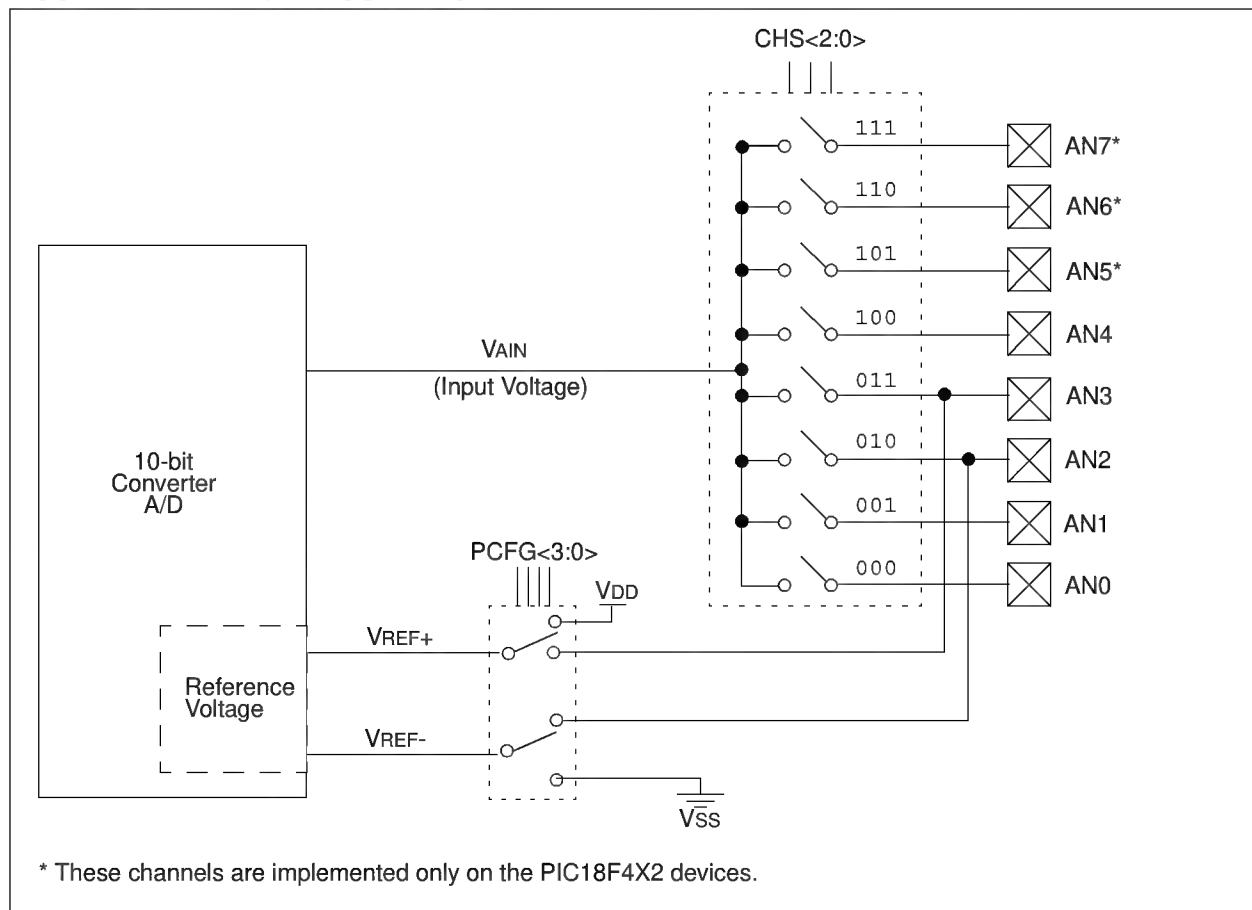 CHS<2:0>
111
AN7*
110
AN6*
101
AN5*
100
AN4
VAIN
(Input Voltage)
011
AN3
010
AN2
10-bit
Converter
A/D
001
AN1
PCFG<3:0>
000
AN0
VDD
VREF+
Reference
Voltage
VREF-
VSS
* These channels are implemented only on the PIC18F4X2 devices.